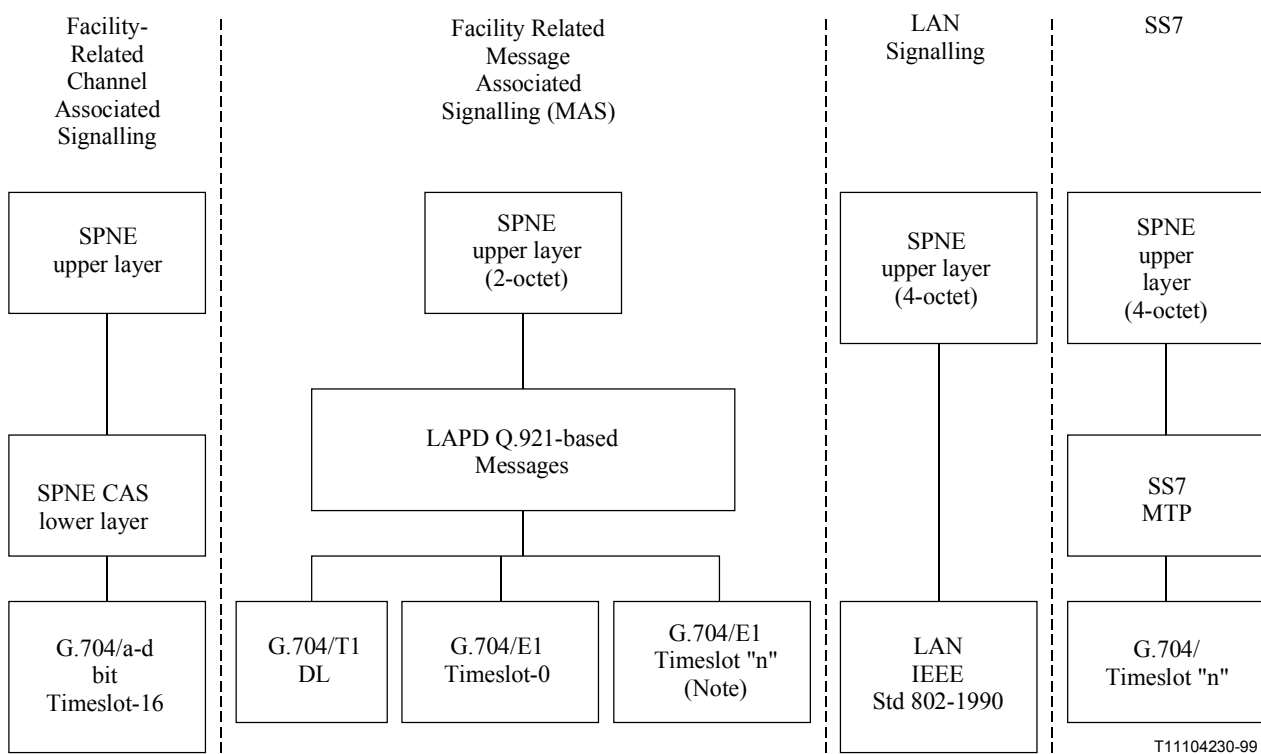 Facility-
Related
Channel
Associated
Signalling
Facility Related
Message
Associated
Signalling (MAS)
LAN
Signalling
SS7
SPNE
upper layer
SPNE
upper layer
(2-octet)
SPNE
upper layer
(4-octet)
SPNE
upper
layer
(4-octet)
LAPD Q.921-based
Messages
SPNE CAS
lower layer
SS7
MTP
G.704/a-d
bit
Timeslot-16
G.704/T1
DL
G.704/E1
Timeslot-0
G.704/E1
Timeslot "n"
(Note)
LAN
IEEE
Std 802-1990
G.704/
Timeslot "n"
T11104230-99